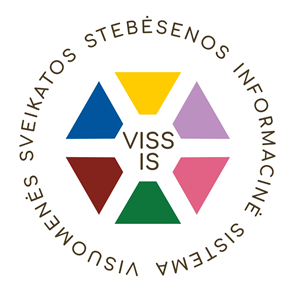 VISUOMENĖS SVEIKATOS STEBĖSENOS INFORMACINĖ SISTEMA
VISS
IS